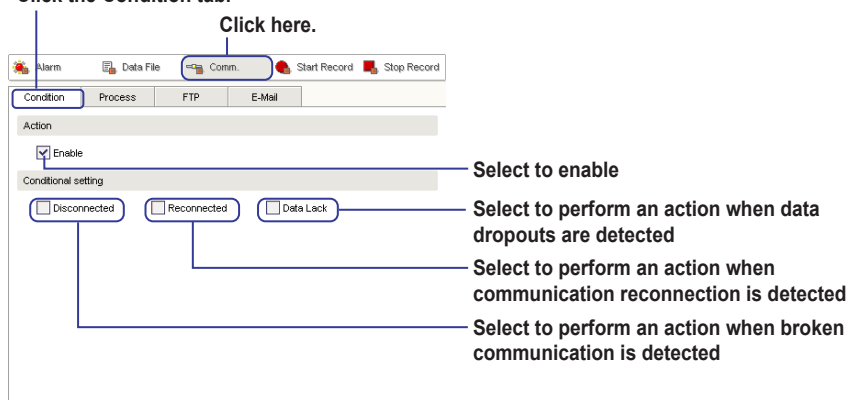 Click the Condition tab.
Click here.
Alarm Data File Comm. Start Record Stop Record
Condition Process FTP E-Mail
Action
Enable
Select to enable
Conditional setting
Disconnected Reconnected Data Lack
Select to perform an action when data
dropouts are detected
Select to perform an action when
communication reconnection is detected
Select to perform an action when broken
communication is detected